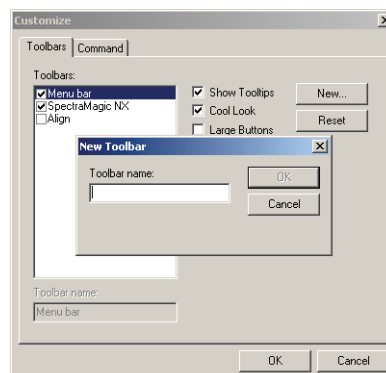 Customize
Toolbars Command
Toolbars:
Menu bar
SpectraMagic NX
Align
Show Tooltips
Cool Look
Large Buttons
New...
Reset
New Toolbar
Toolbar name:
OK
Cancel
Toolbar name:
Menu bar
OK
Cancel